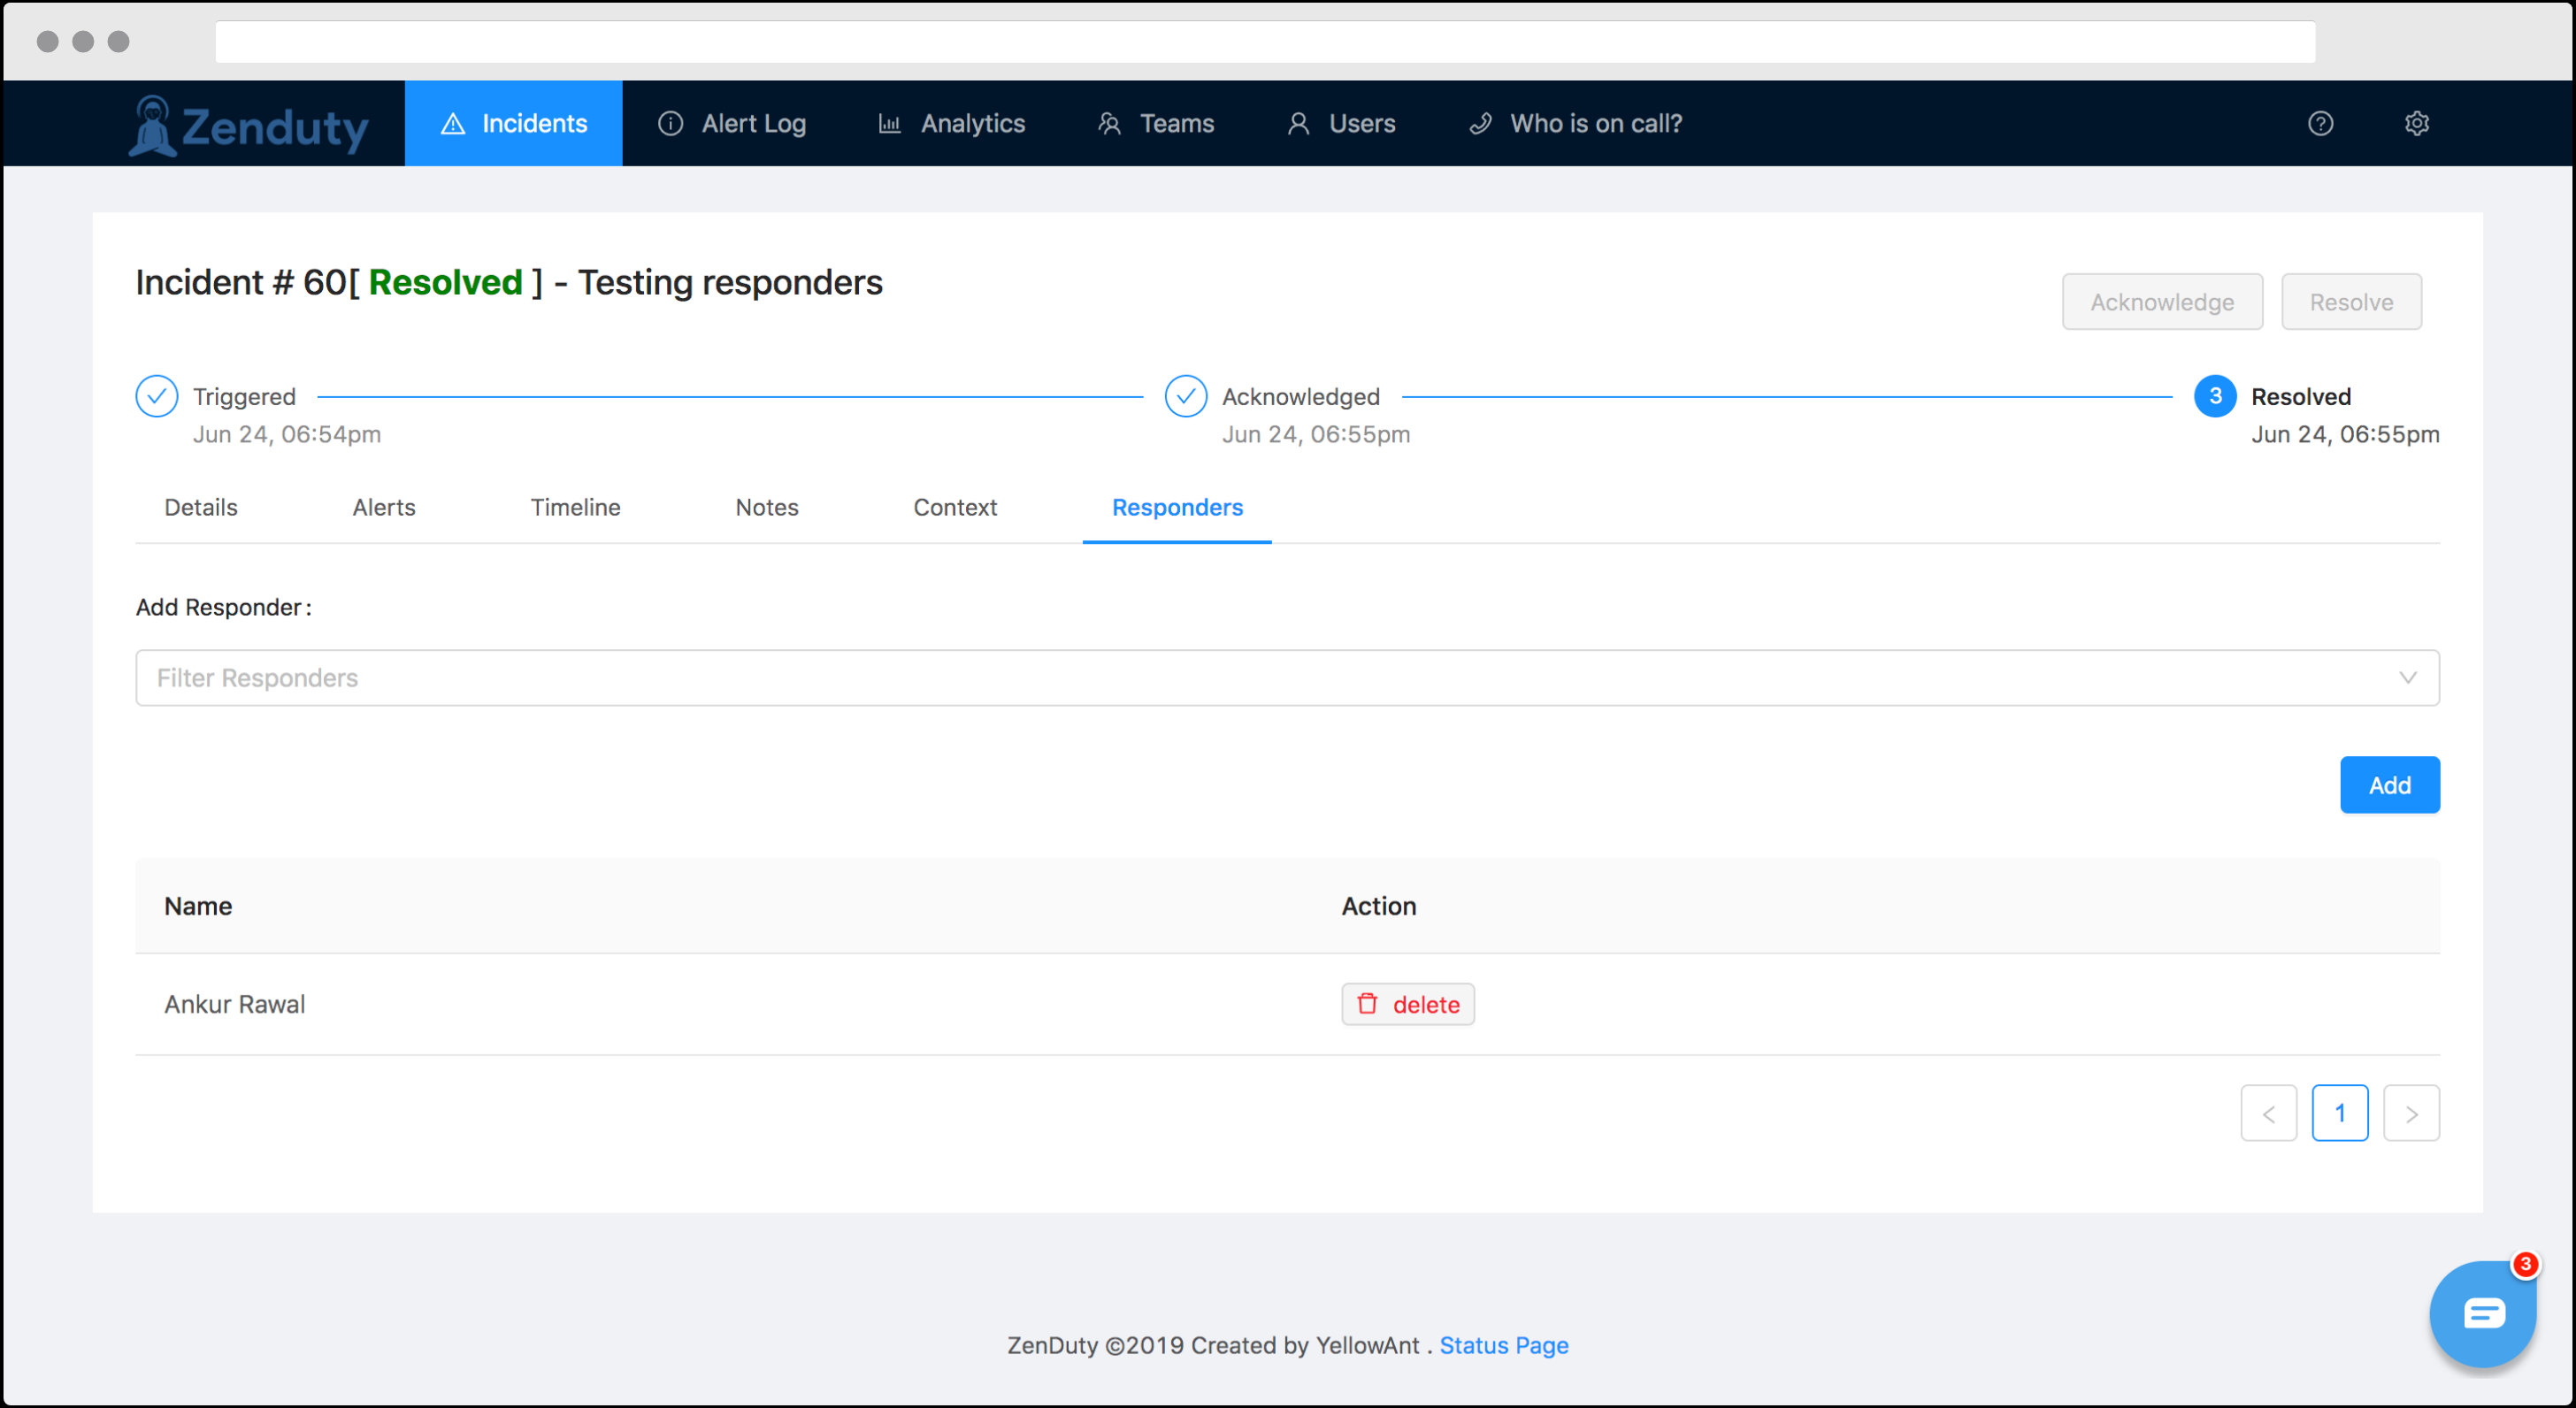 Zenduty Incidents Alert Log Analytics Teams Users Who is on call?
Incident # 60[ Resolved ] - Testing responders
Acknowledge Resolve
Triggered Acknowledged 3 Resolved
Jun 24, 06:54pm Jun 24, 06:55pm Jun 24, 06:55pm
Details Alerts Timeline Notes Context Responders
Add Responder :
Filter Responders
Add
Name Action
Ankur Rawal delete
< 1 >
3
ZenDuty ©2019 Created by YellowAnt . Status Page